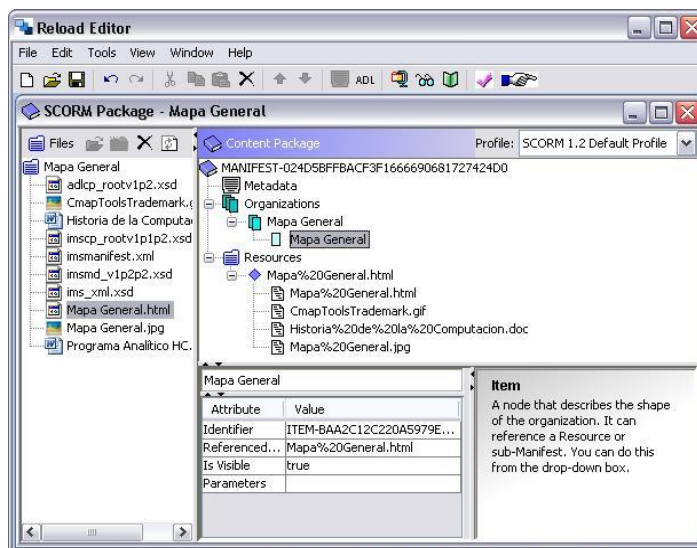 Reload Editor
File Edit Tools View Window Help
ADL
SCORM Package - Mapa General
Files
Content Package
Profile: SCORM 1.2 Default Profile
Mapa General
adlcp_rootv1p2.xsd
CmapToolsTrademark.g
Historia de la Computa
imscp_rootv1p1p2.xsd
imsmanifest.xml
imsmd_v1p2p2.xsd
ims_xml.xsd
Mapa General.html
Mapa General.jpg
Programa Analítico HC.
MANIFEST-024D5BFFBACF3F1666690681727424D0
Metadata
Organizations
Mapa General
Mapa General
Resources
Mapa%20General.html
Mapa%20General.html
CmapToolsTrademark.gif
Historia%20de%20la%20Computacion.doc
Mapa%20General.jpg
Mapa General
Attribute Value
Identifier ITEM-BAA2C12C220A5979E...
Referenced... Mapa%20General.html
Is Visible true
Parameters
Item
A node that describes the shape
of the organization. It can
reference a Resource or
sub-Manifest. You can do this
from the drop-down box.